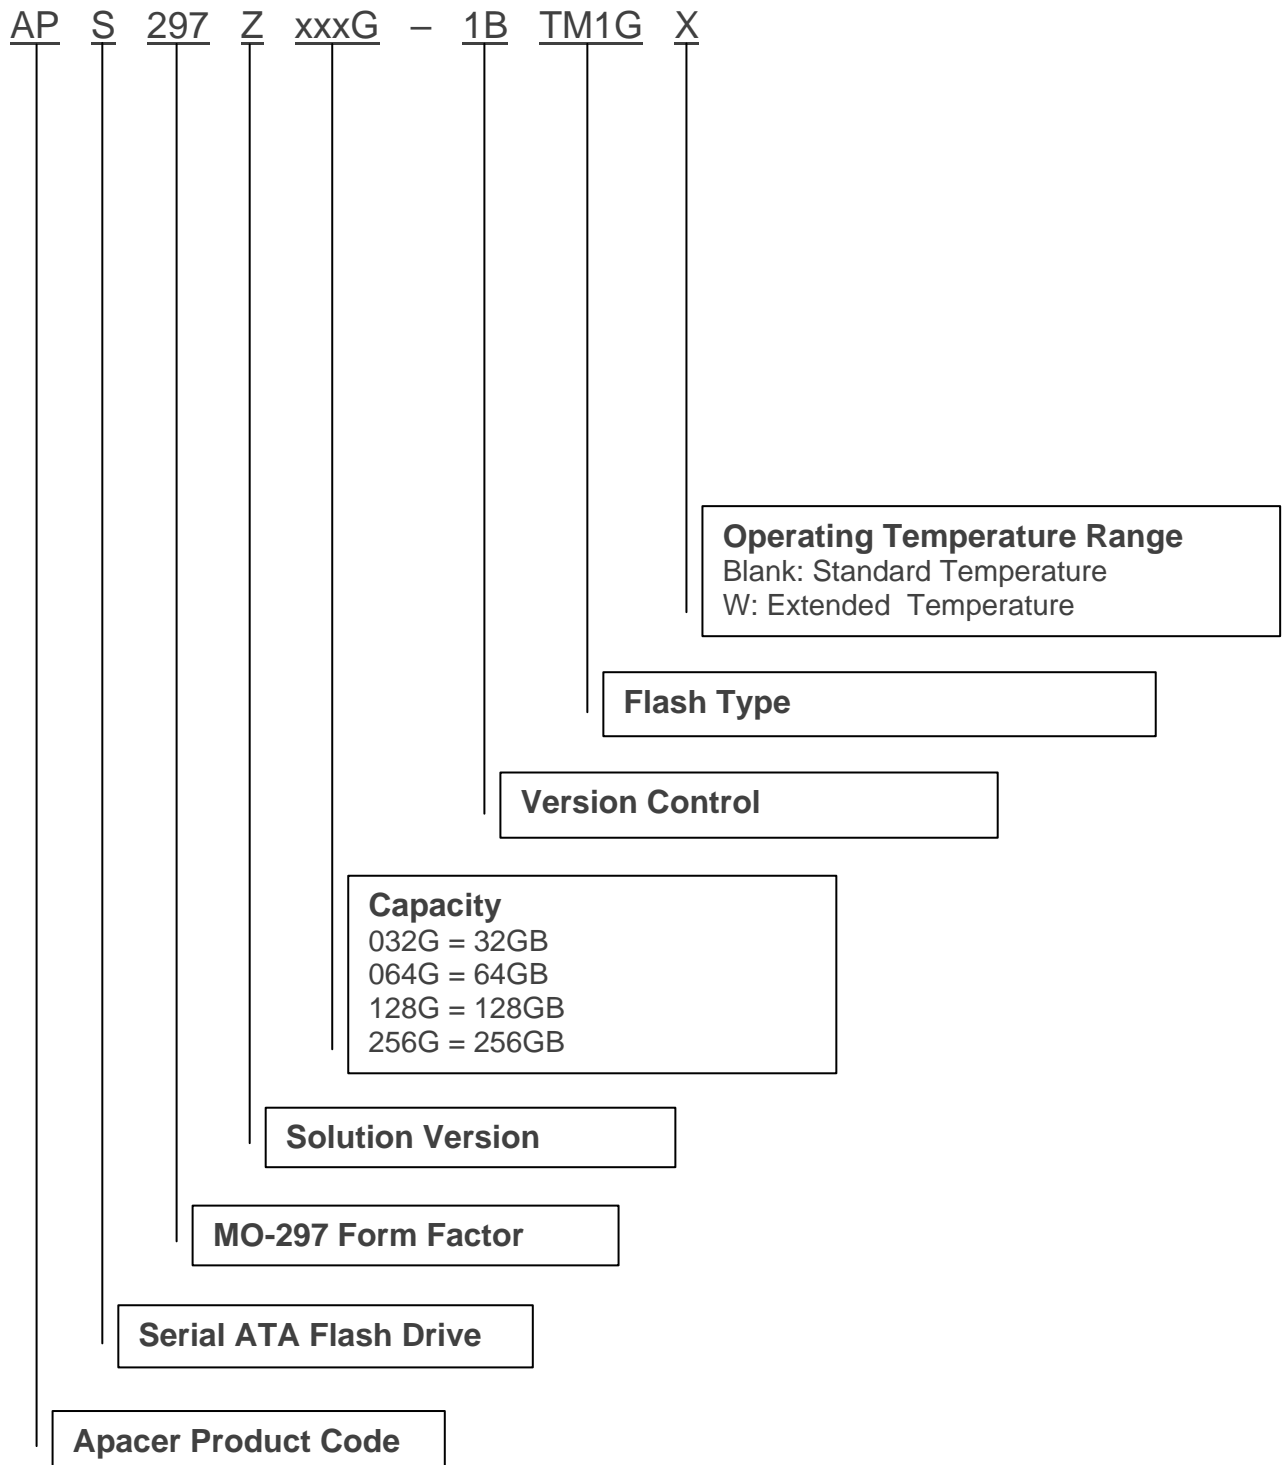 AP S 297 Z xxxG – 1B TM1G X
Operating Temperature Range
Blank: Standard Temperature
W: Extended Temperature
Flash Type
Version Control
Capacity
032G = 32GB
064G = 64GB
128G = 128GB
256G = 256GB
Solution Version
MO-297 Form Factor
Serial ATA Flash Drive
Apacer Product Code